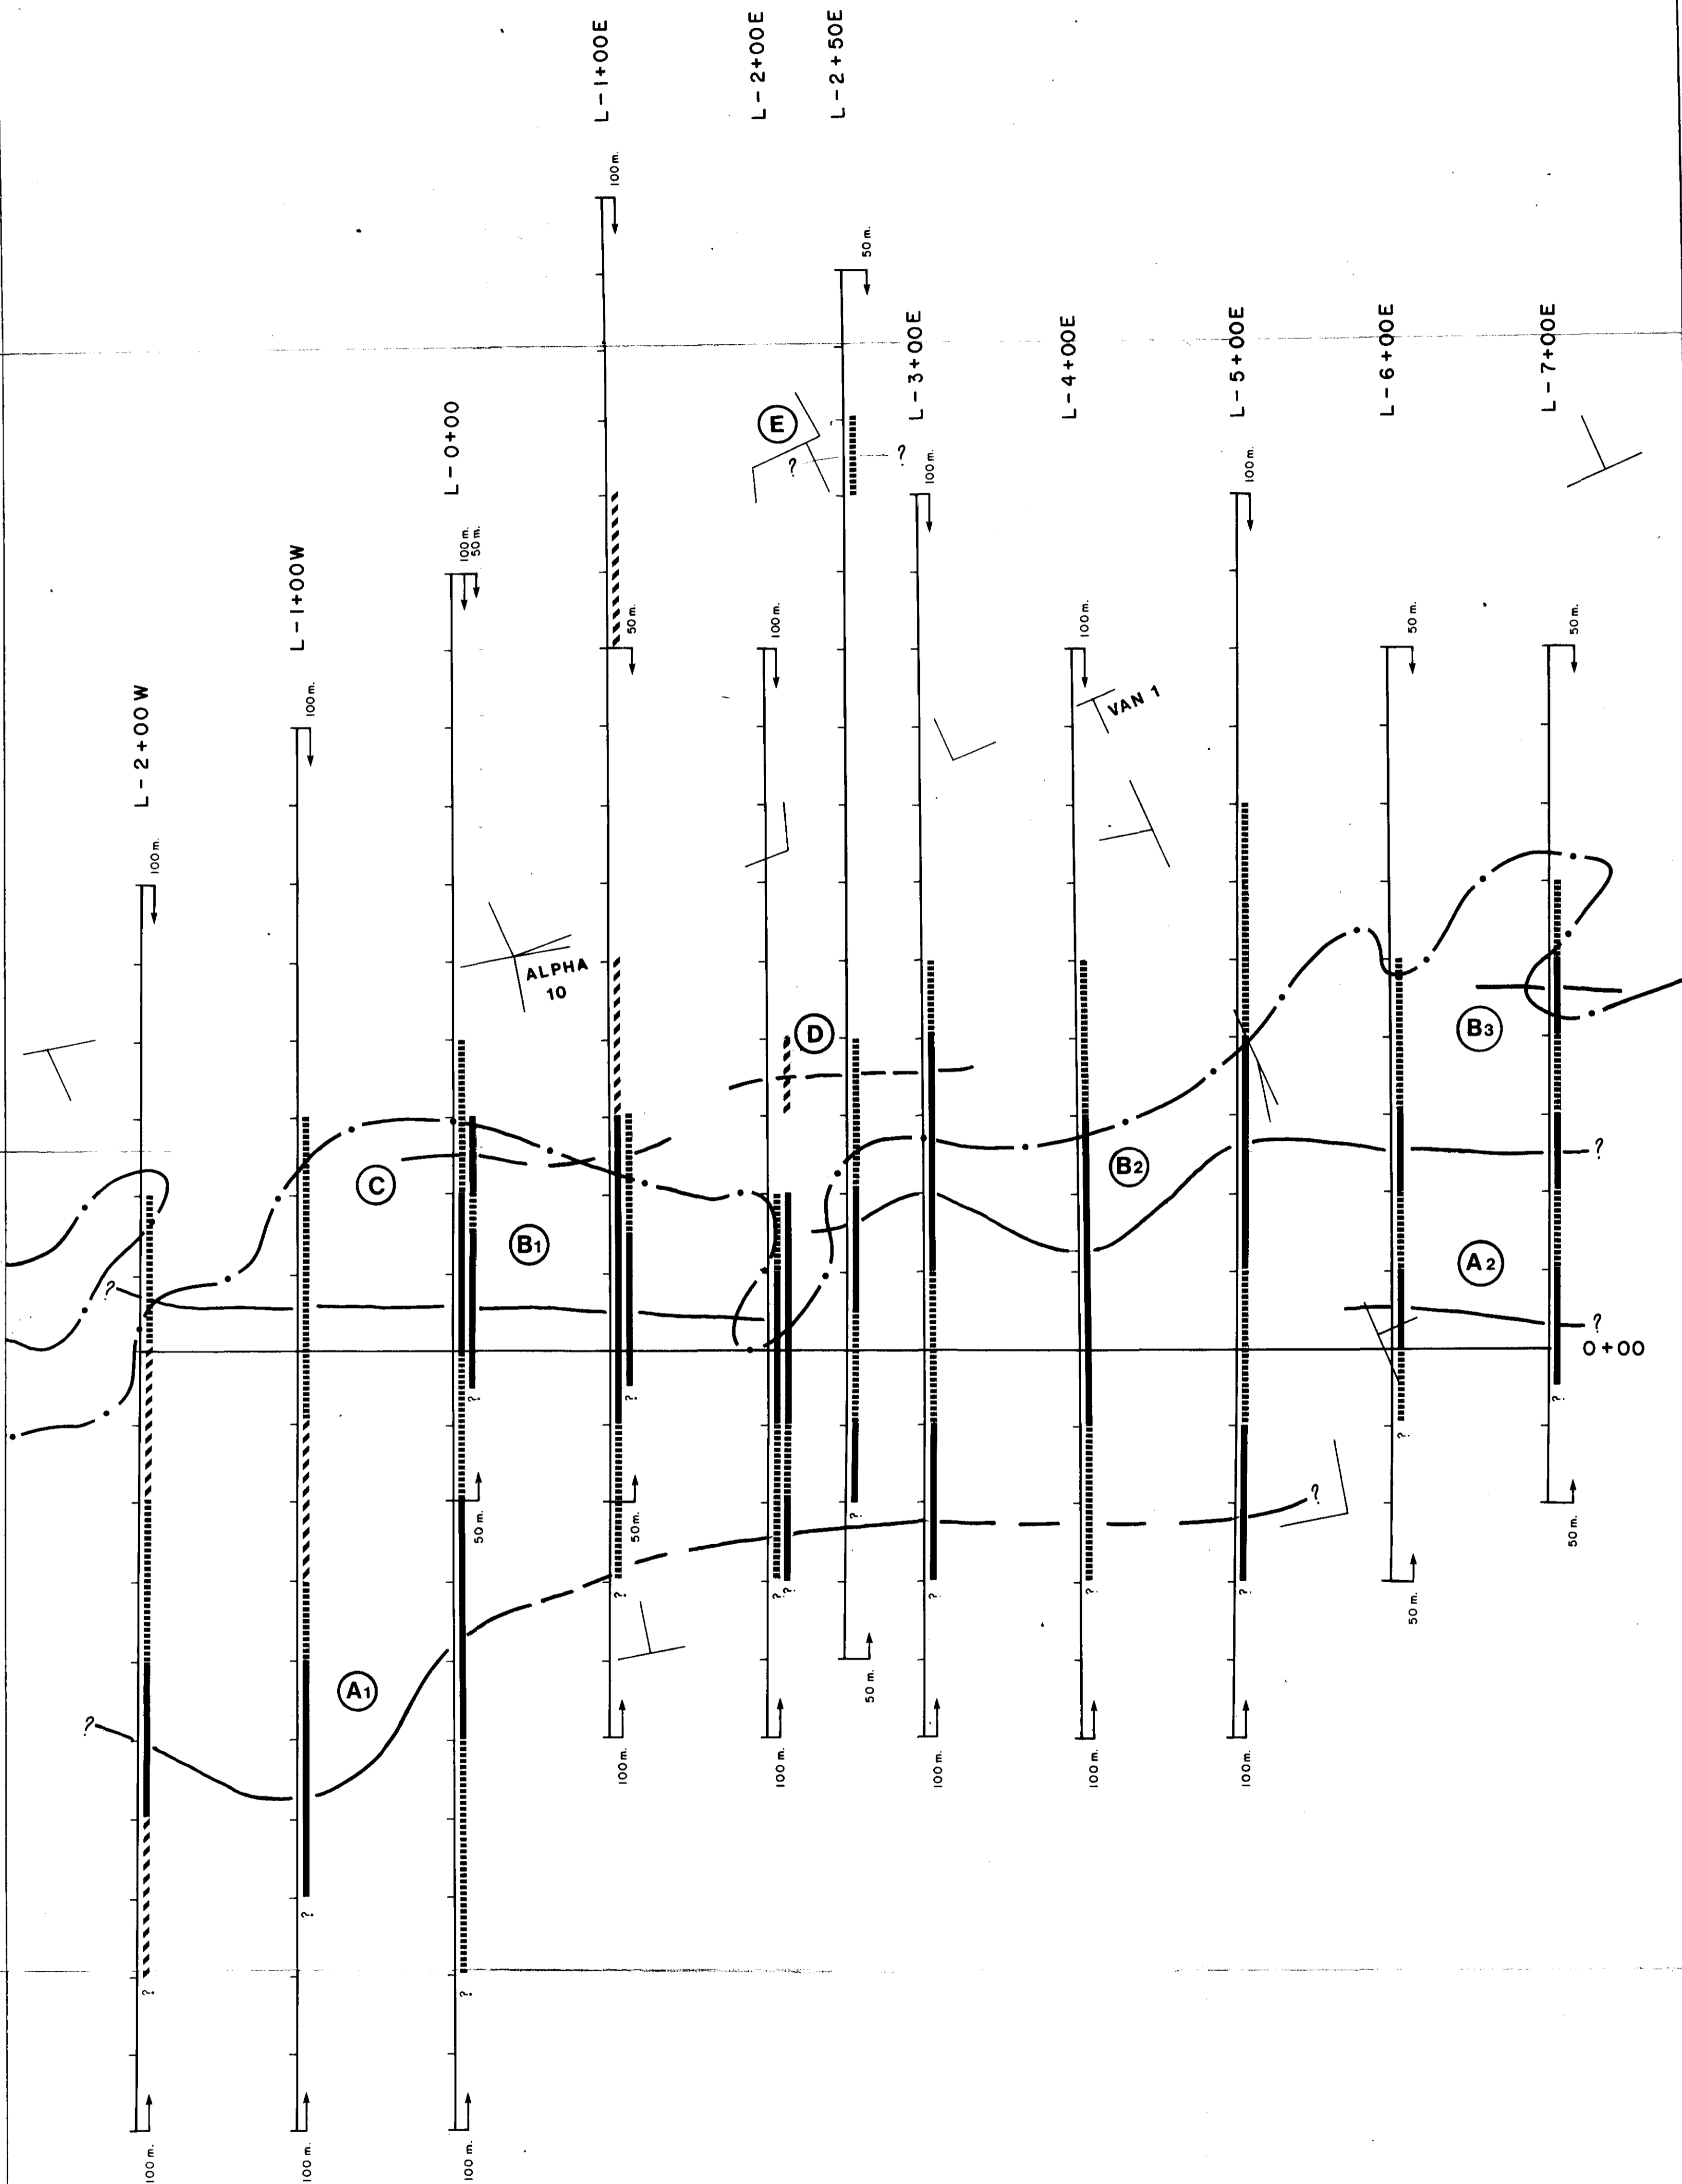 L-1+00E
L-2+00E
L-2+50E
100 m.
50 m.
L-3+00E
L-4+00E
L-5+00E
L-6+00E
L-7+00E
L-0+00
E
?
?
100 m.
100 m.
L-1+00W
100 m.
50 m.
50 m.
100 m.
100 m.
50 m.
50 m.
L-2+00W
100 m.
VAN 1
100 m.
ALPHA
10
D
B3
C
B2
?
B1
A2
?
?
0+00
?
?
?
?
50 m.
50 m.
?
?
50 m.
?
?
?
?
?
?
50 m.
A1
50 m.
?
100 m.
100 m.
100 m.
100 m.
100 m.
?
?
?
100 m.
100 m.
100 m.